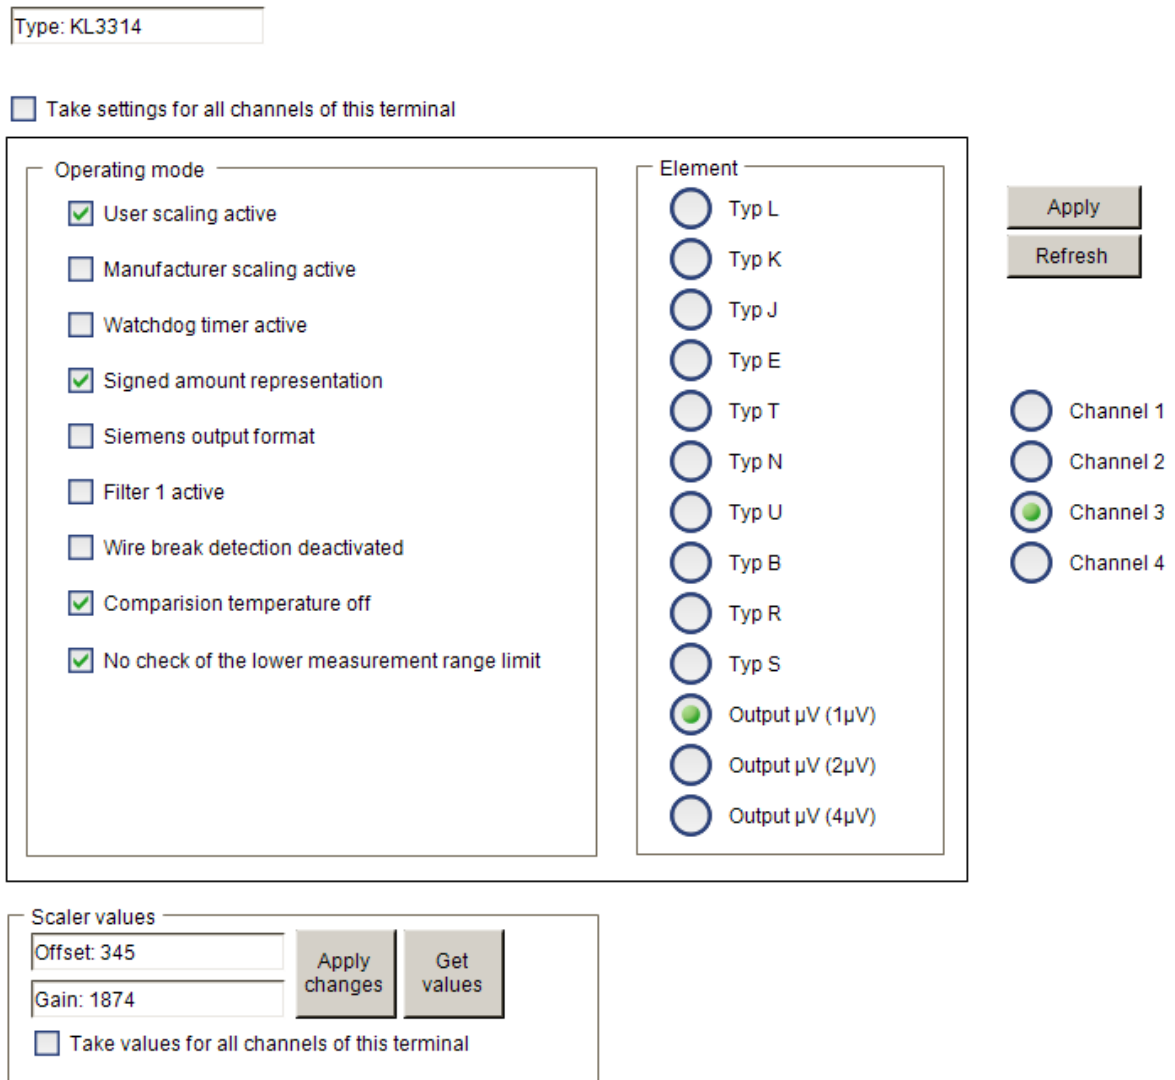 Type: KL3314
Take settings for all channels of this terminal
Operating mode
User scaling active
Manufacturer scaling active
Watchdog timer active
Signed amount representation
Siemens output format
Filter 1 active
Wire break detection deactivated
Comparision temperature off
No check of the lower measurement range limit
Element
Typ L
Typ K
Typ J
Typ E
Typ T
Typ N
Typ U
Typ B
Typ R
Typ S
Output µV (1µV)
Output µV (2µV)
Output µV (4µV)
Apply
Refresh
Channel 1
Channel 2
Channel 3
Channel 4
Scaler values
Offset: 345
Gain: 1874
Apply
changes
Get
values
Take values for all channels of this terminal